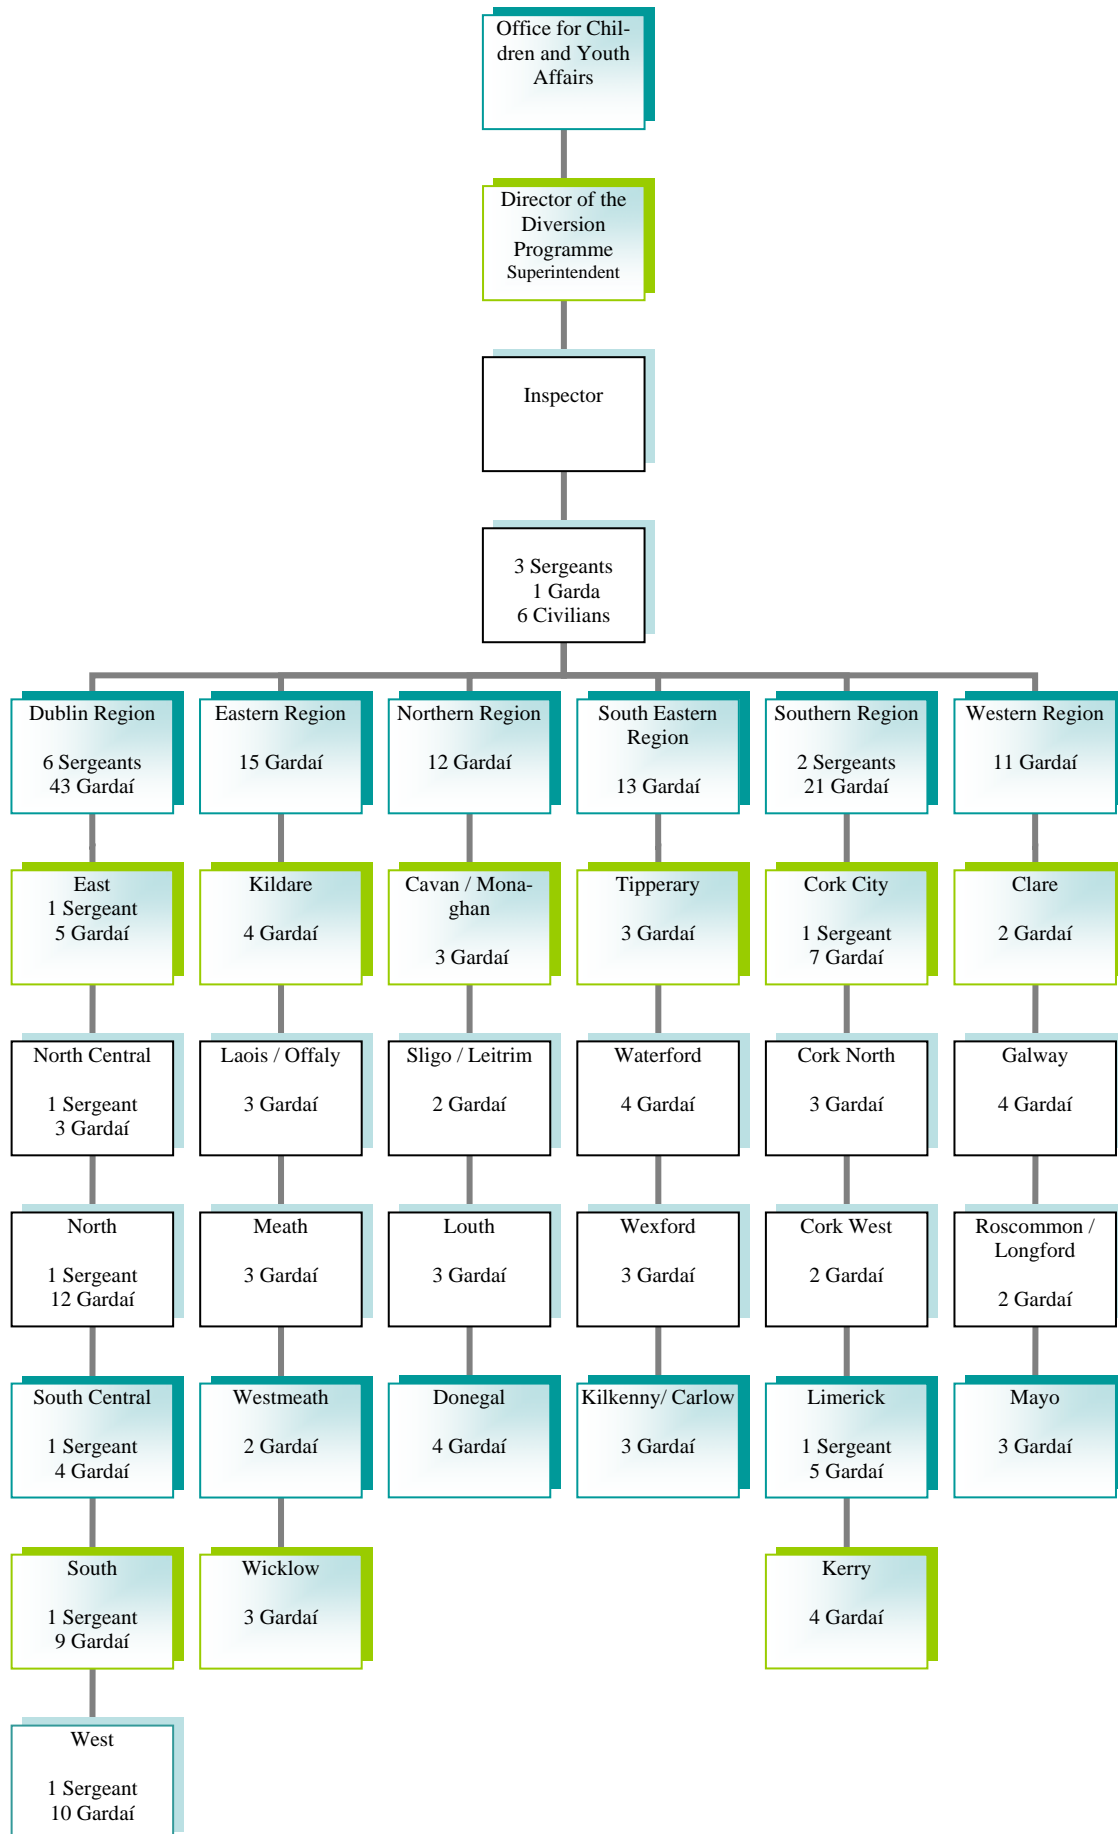 Office for Chil-
dren and Youth
Affairs
Director of the
Diversion
Programme
Superintendent
Inspector
3 Sergeants
1 Garda
6 Civilians
Dublin Region
6 Sergeants
43 Gardaí
Eastern Region
15 Gardaí
Northern Region
12 Gardaí
South Eastern
Region
13 Gardaí
Southern Region
2 Sergeants
21 Gardaí
Western Region
11 Gardaí
East
1 Sergeant
5 Gardaí
Kildare
4 Gardaí
Cavan / Mona-
ghan
3 Gardaí
Tipperary
3 Gardaí
Cork City
1 Sergeant
7 Gardaí
Clare
2 Gardaí
North Central
1 Sergeant
3 Gardaí
Laois / Offaly
3 Gardaí
Sligo / Leitrim
2 Gardaí
Waterford
4 Gardaí
Cork North
3 Gardaí
Galway
4 Gardaí
North
1 Sergeant
12 Gardaí
Meath
3 Gardaí
Louth
3 Gardaí
Wexford
3 Gardaí
Cork West
2 Gardaí
Roscommon /
Longford
2 Gardaí
South Central
1 Sergeant
4 Gardaí
Westmeath
2 Gardaí
Donegal
4 Gardaí
Kilkenny/ Carlow
3 Gardaí
Limerick
1 Sergeant
5 Gardaí
Mayo
3 Gardaí
South
1 Sergeant
9 Gardaí
Wicklow
3 Gardaí
Kerry
4 Gardaí
West
1 Sergeant
10 Gardaí